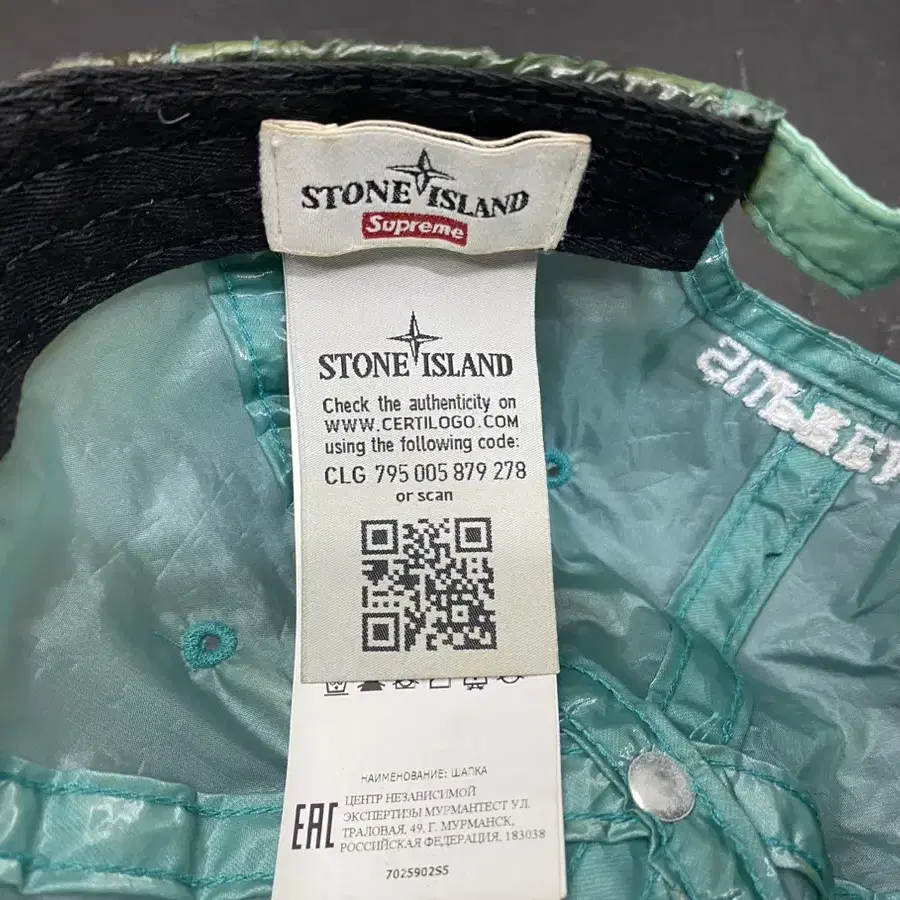 STONE ISLAND
Supreme
STONE ISLAND
Check the authenticity on
WWW.CERTILOGO.COM
using the following code:
CLG 795 005 879 278
or scan
НАИМЕНОВАНИЕ: ШАПКА
EAC
ЦЕНТР НЕЗАВИСИМОЙ
ЭКСПЕРТИЗЫ МУРМАНТЕСТ УЛ.
ТРАЛОВАЯ, 49, Г. МУРМАНСК,
РОССИЙСКАЯ ФЕДЕРАЦИЯ, 183038
7025902S5